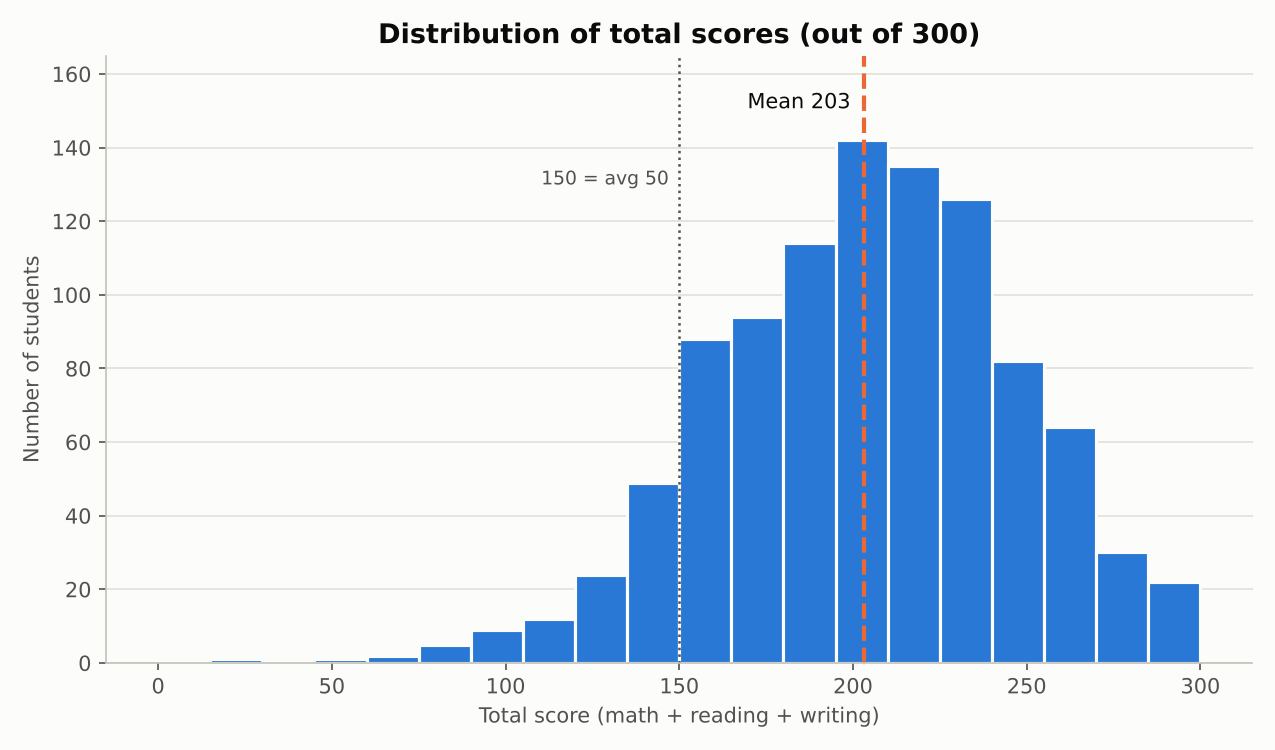 Distribution of total scores (out of 300)
160
Mean 203
140
150 = avg 50
120
100
80
60
40
20
0
Number of students
0 50 100 150 200 250 300
Total score (math + reading + writing)